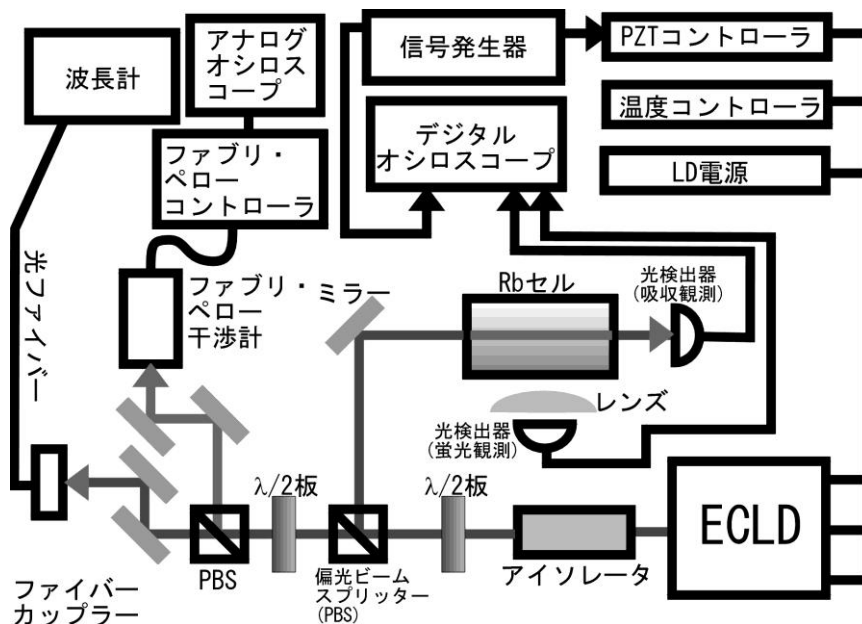 波長計
アナログ
オシロス
コープ
信号発生器
PZTコントローラ
温度コントローラ
LD電源
デジタル
オシロスコープ
ファブリ・
ペロー
コントローラ
光ファイバー
ファブリ・
ペロー
干渉計
ミラー
Rbセル
光検出器
(吸収観測)
レンズ
光検出器
(蛍光観測)
λ/2板
λ/2板
ECLD
PBS
偏光ビーム
スプリッター
(PBS)
アイソレータ
ファイバー
カップラー